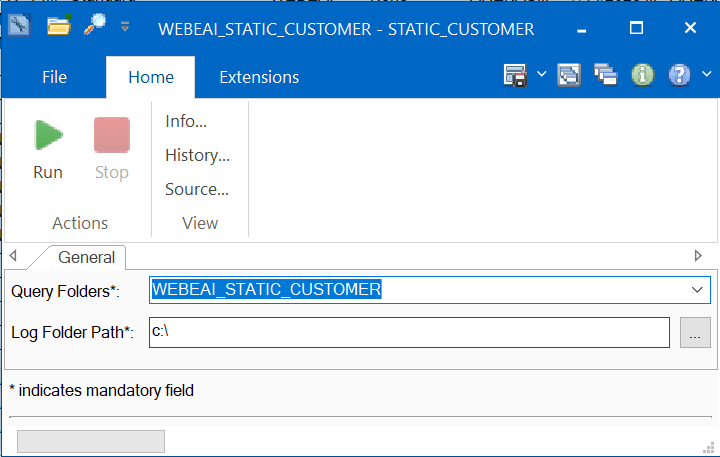 WEBEAI_STATIC_CUSTOMER - STATIC_CUSTOMER
File Home Extensions
Run Stop
Info...
History...
Source...
Actions View
General
Query Folders*: WEBEAI_STATIC_CUSTOMER
Log Folder Path*: c:\ ...
* indicates mandatory field